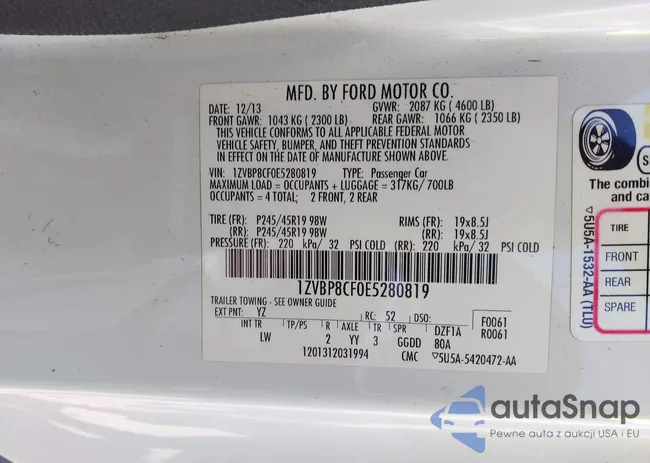 MFD. BY FORD MOTOR CO.
DATE: 12/13 GVWR: 2087 KG ( 4600 LB)
FRONT GAWR: 1043 KG ( 2300 LB) REAR GAWR: 1066 KG ( 2350 LB)
THIS VEHICLE CONFORMS TO ALL APPLICABLE FEDERAL MOTOR
VEHICLE SAFETY, BUMPER, AND THEFT PREVENTION STANDARDS
IN EFFECT ON THE DATE OF MANUFACTURE SHOWN ABOVE.
VIN: 1ZVBP8CF0E5280819 TYPE: Passenger Car
MAXIMUM LOAD = OCCUPANTS + LUGGAGE = 317KG/ 700LB
OCCUPANTS = 4 TOTAL; 2 FRONT, 2 REAR
TIRE (FR): P245/45R19 98W RIMS (FR): 19x8.5J
(RR): P245/45R19 98W (RR): 19x8.5J
PRESSURE (FR): 220 kPa/ 32 PSI COLD (RR): 220 kPa/ 32 PSI COLD
1ZVBP8CF0E5280819
TRAILER TOWING - SEE OWNER GUIDE
EXT PNT: YZ RC: 52 DZF1A F0061
INT TR TP/PS R AXLE TR SPR R0061
LW 2 YY 3 GGDD 80A
1201312031994 CMC ▽5U5A-5420472-AA
S
The combi
and ca
TIRE
FRONT
REAR
SPARE
▽5U5A-1532-AA (TLU)
autaSnap
Pewne auta z aukcji USA i EU